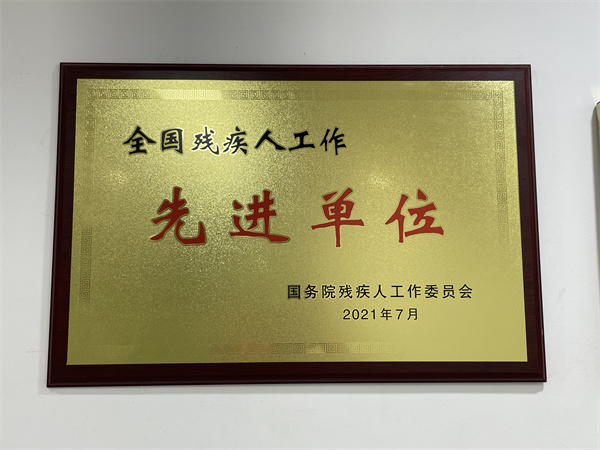 全国残疾人工作
先进单位
国务院残疾人工作委员会
2021年7月